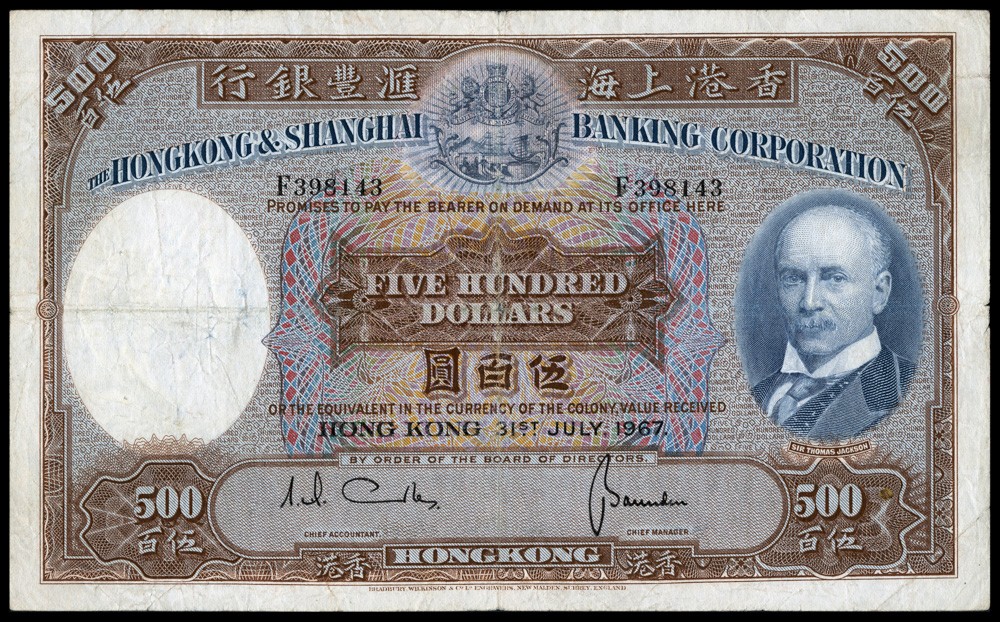 500
伍百
香港上海滙豐銀行
500
伍百
THE HONGKONG & SHANGHAI BANKING CORPORATION
F398143 F398143
PROMISES TO PAY THE BEARER ON DEMAND AT ITS OFFICE HERE
FIVE HUNDRED
DOLLARS
伍百圓
OR THE EQUIVALENT IN THE CURRENCY OF THE COLONY, VALUE RECEIVED
HONG KONG 31ST JULY, 1967.
SIR THOMAS JACKSON
BY ORDER OF THE BOARD OF DIRECTORS.
500
伍百
CHIEF ACCOUNTANT.
CHIEF MANAGER
500
伍百
香港 HONGKONG 香港
BRADBURY, WILKINSON & Co. Ld. ENGRAVERS, NEW MALDEN, SURREY, ENGLAND.